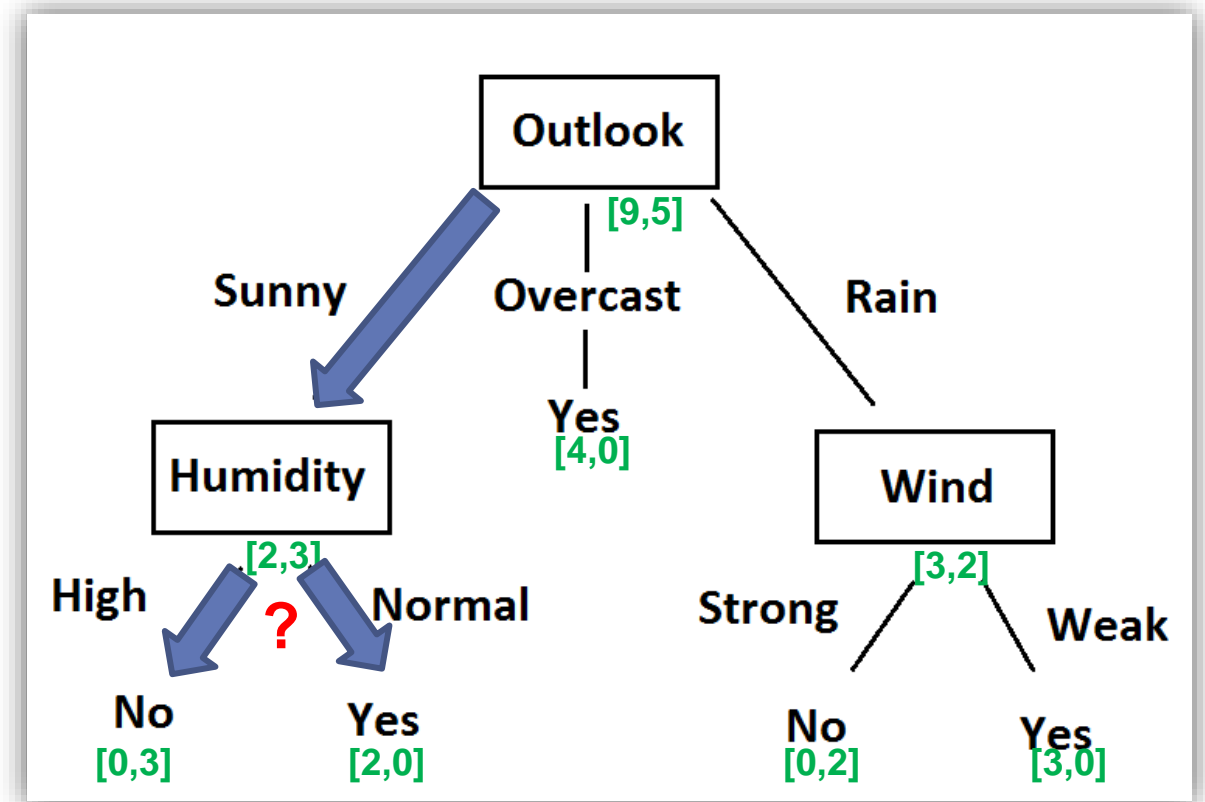 Outlook
[9,5]
Sunny
Overcast
Rain
Yes
[4,0]
Humidity
[2,3]
Wind
[3,2]
High
?
Normal
Strong
Weak
No
[0,3]
Yes
[2,0]
No
[0,2]
Yes
[3,0]